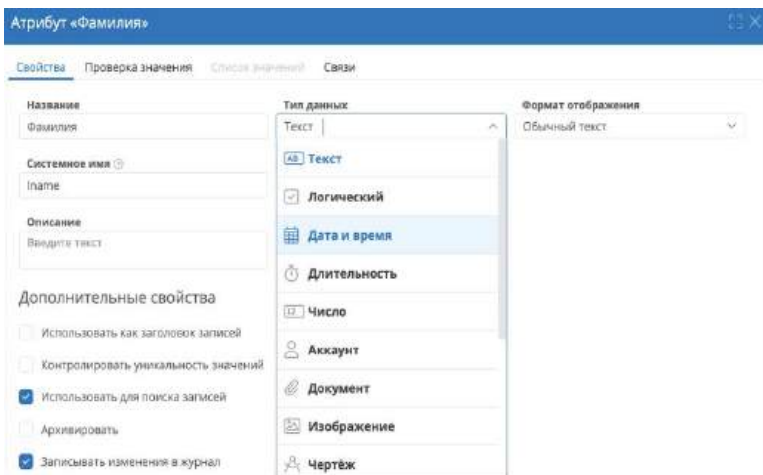 Атрибут «Фамилия»
Свойства Проверка значения Список значений Связи
Название
Фамилия
Системное имя
Iname
Описание
Введите текст
Дополнительные свойства
Использовать как заголовок записей
Контролировать уникальность значений
Использовать для поиска записей
Архивировать
Записывать изменения в журнал
Тип данных
Текст
Текст
Логический
Дата и время
Длительность
Число
Аккаунт
Документ
Изображение
Чертёж
Формат отображения
Обычный текст